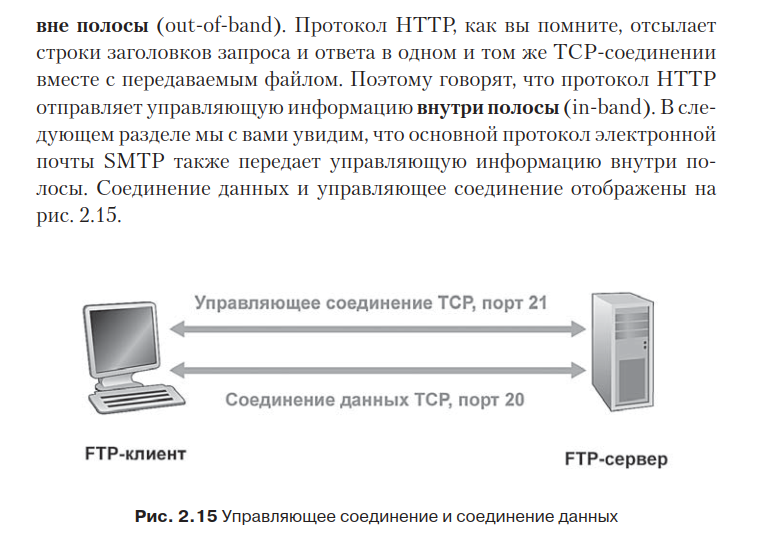 вне полосы (out-of-band). Протокол HTTP, как вы помните, отсылает
строки заголовков запроса и ответа в одном и том же TCP-соединении
вместе с передаваемым файлом. Поэтому говорят, что протокол HTTP
отправляет управляющую информацию внутри полосы (in-band). В сле-
дующем разделе мы с вами увидим, что основной протокол электронной
почты SMTP также передает управляющую информацию внутри по-
лосы. Соединение данных и управляющее соединение отображены на
рис. 2.15.
Управляющее соединение TCP, порт 21
Соединение данных TCP, порт 20
FTP-клиент
FTP-сервер
Рис. 2.15 Управляющее соединение и соединение данных